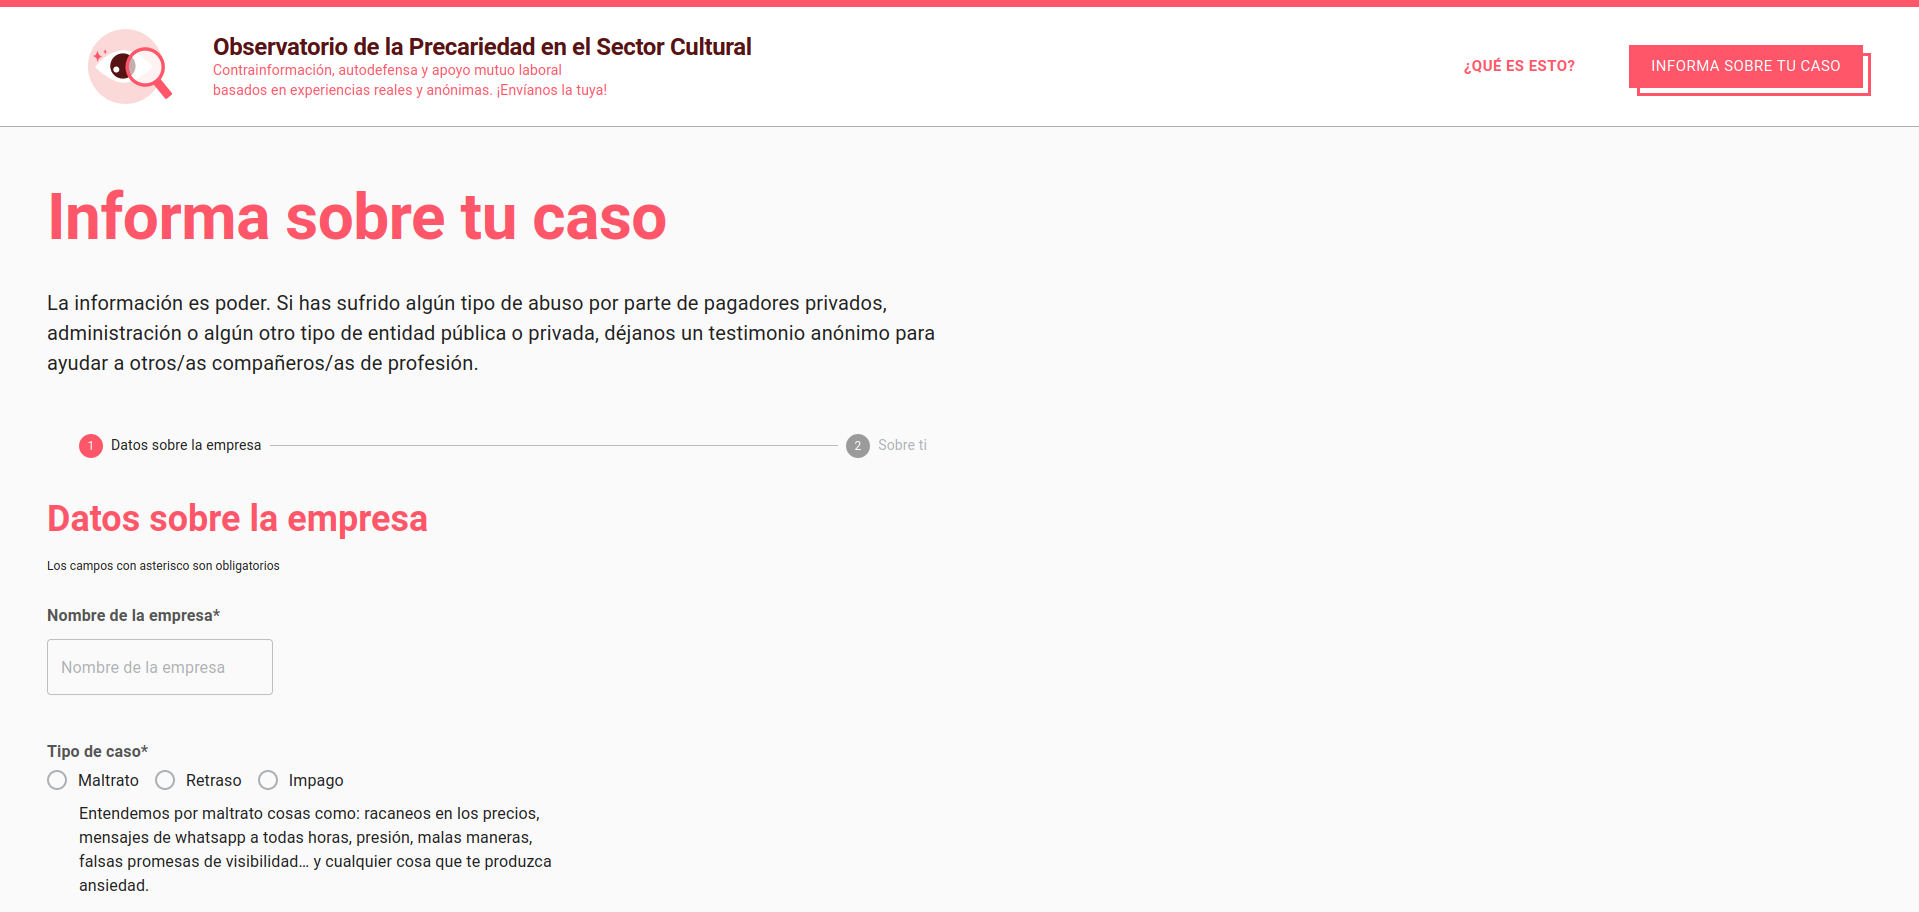 Observatorio de la Precariedad en el Sector Cultural
Contrainformación, autodefensa y apoyo mutuo laboral
basados en experiencias reales y anónimas. ¡Envíanos la tuya!
¿QUÉ ES ESTO?
INFORMA SOBRE TU CASO
Informa sobre tu caso
La información es poder. Si has sufrido algún tipo de abuso por parte de pagadores privados,
administración o algún otro tipo de entidad pública o privada, déjanos un testimonio anónimo para
ayudar a otros/as compañeros/as de profesión.
1 Datos sobre la empresa
2 Sobre ti
Datos sobre la empresa
Los campos con asterisco son obligatorios
Nombre de la empresa*
Nombre de la empresa
Tipo de caso*
Maltrato Retraso Impago
Entendemos por maltrato cosas como: racaneos en los precios,
mensajes de whatsapp a todas horas, presión, malas maneras,
falsas promesas de visibilidad… y cualquier cosa que te produzca
ansiedad.